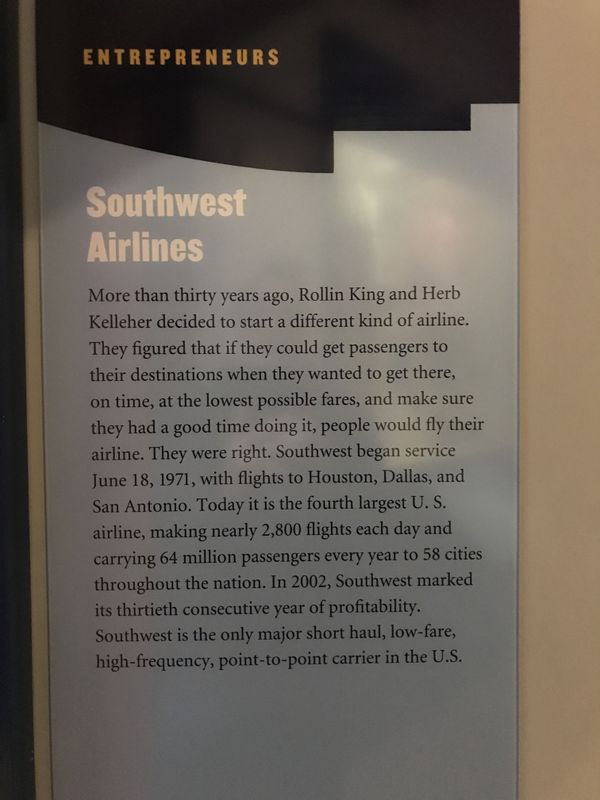 ENTREPRENEURS
Southwest
Airlines
More than thirty years ago, Rollin King and Herb
Kelleher decided to start a different kind of airline.
They figured that if they could get passengers to
their destinations when they wanted to get there,
on time, at the lowest possible fares, and make sure
they had a good time doing it, people would fly their
airline. They were right. Southwest began service
June 18, 1971, with flights to Houston, Dallas, and
San Antonio. Today it is the fourth largest U. S.
airline, making nearly 2,800 flights each day and
carrying 64 million passengers every year to 58 cities
throughout the nation. In 2002, Southwest marked
its thirtieth consecutive year of profitability.
Southwest is the only major short haul, low-fare,
high-frequency, point-to-point carrier in the U.S.